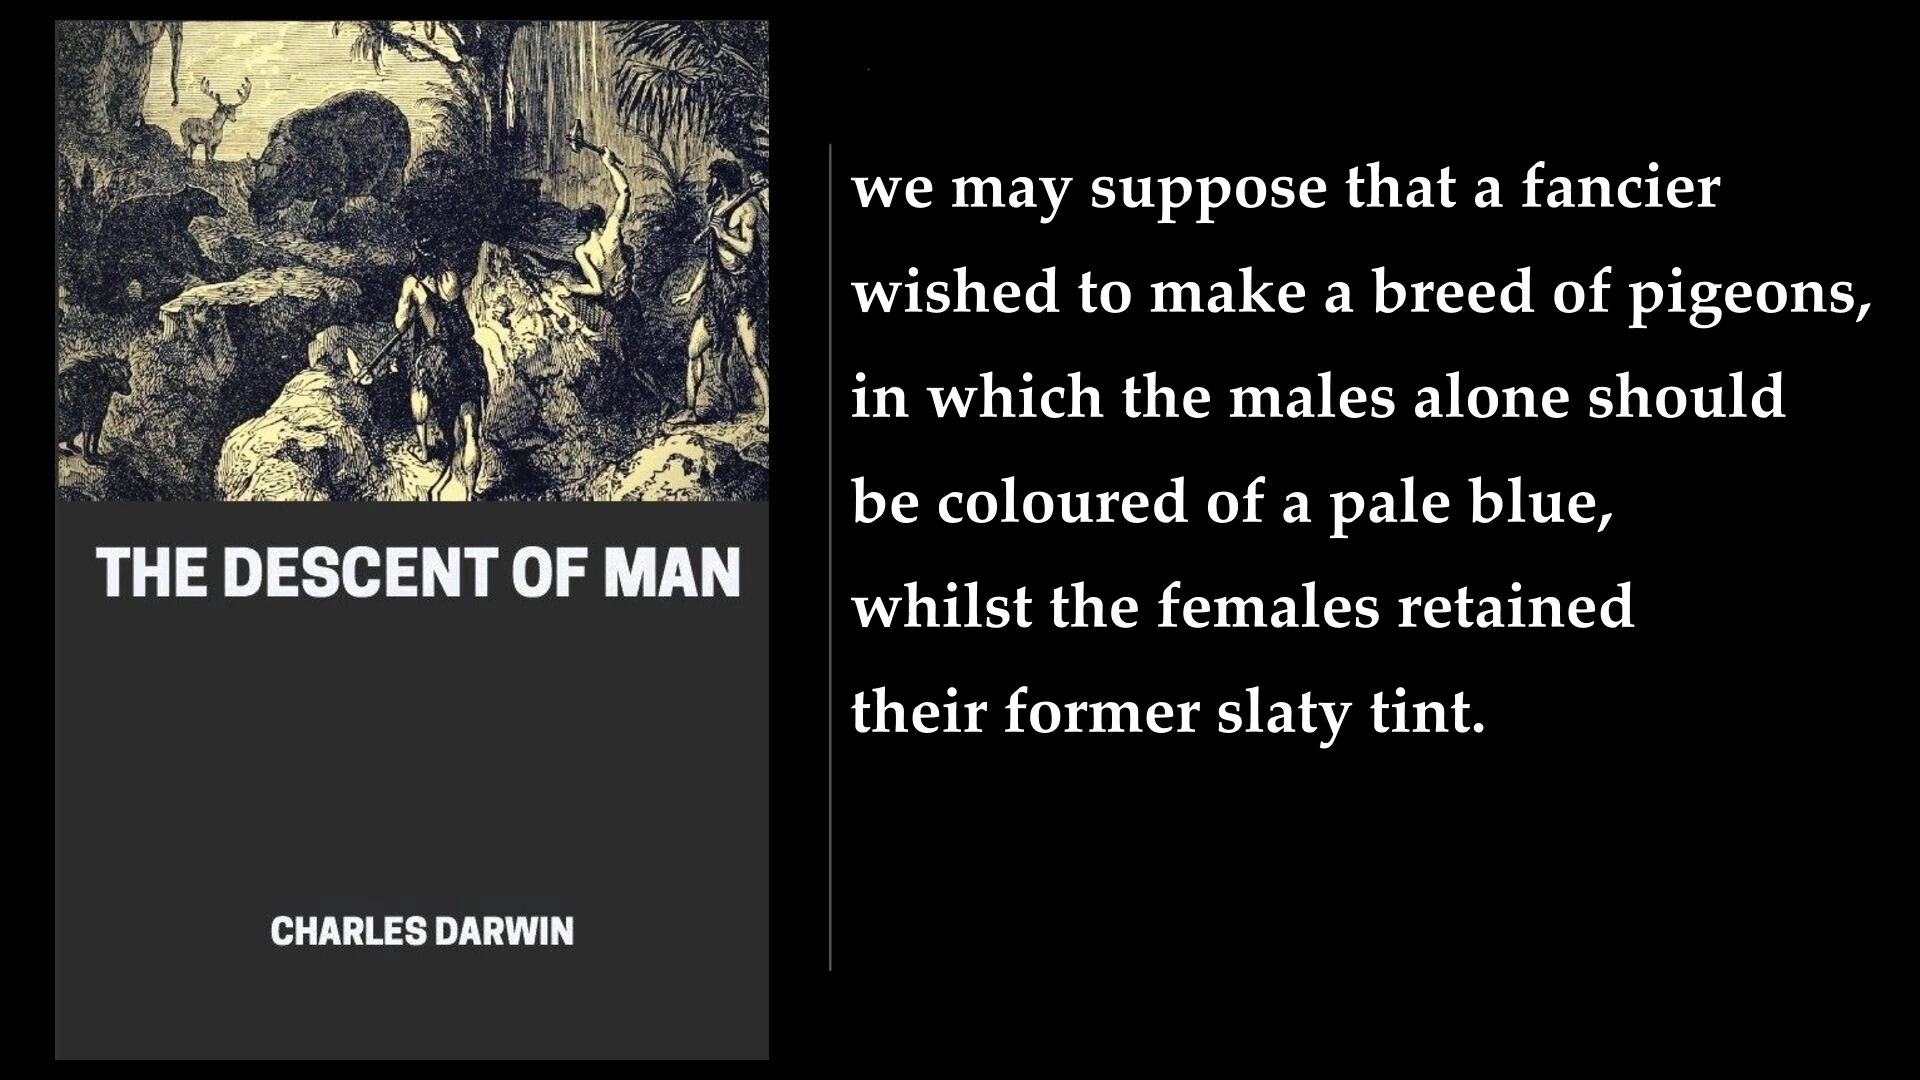 THE DESCENT OF MAN
CHARLES DARWIN
we may suppose that a fancier
wished to make a breed of pigeons,
in which the males alone should
be coloured of a pale blue,
whilst the females retained
their former slaty tint.